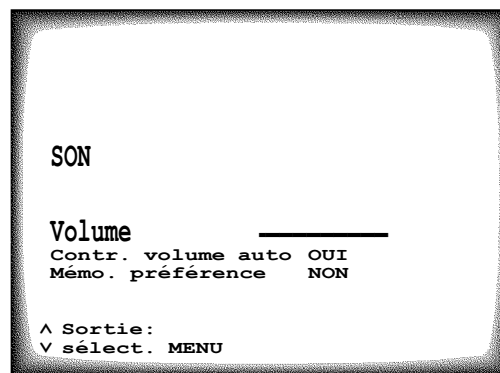 SON
Volume
Contr. volume auto OUI
Mémo. préférence NON
∧ Sortie:
∨ sélect. MENU